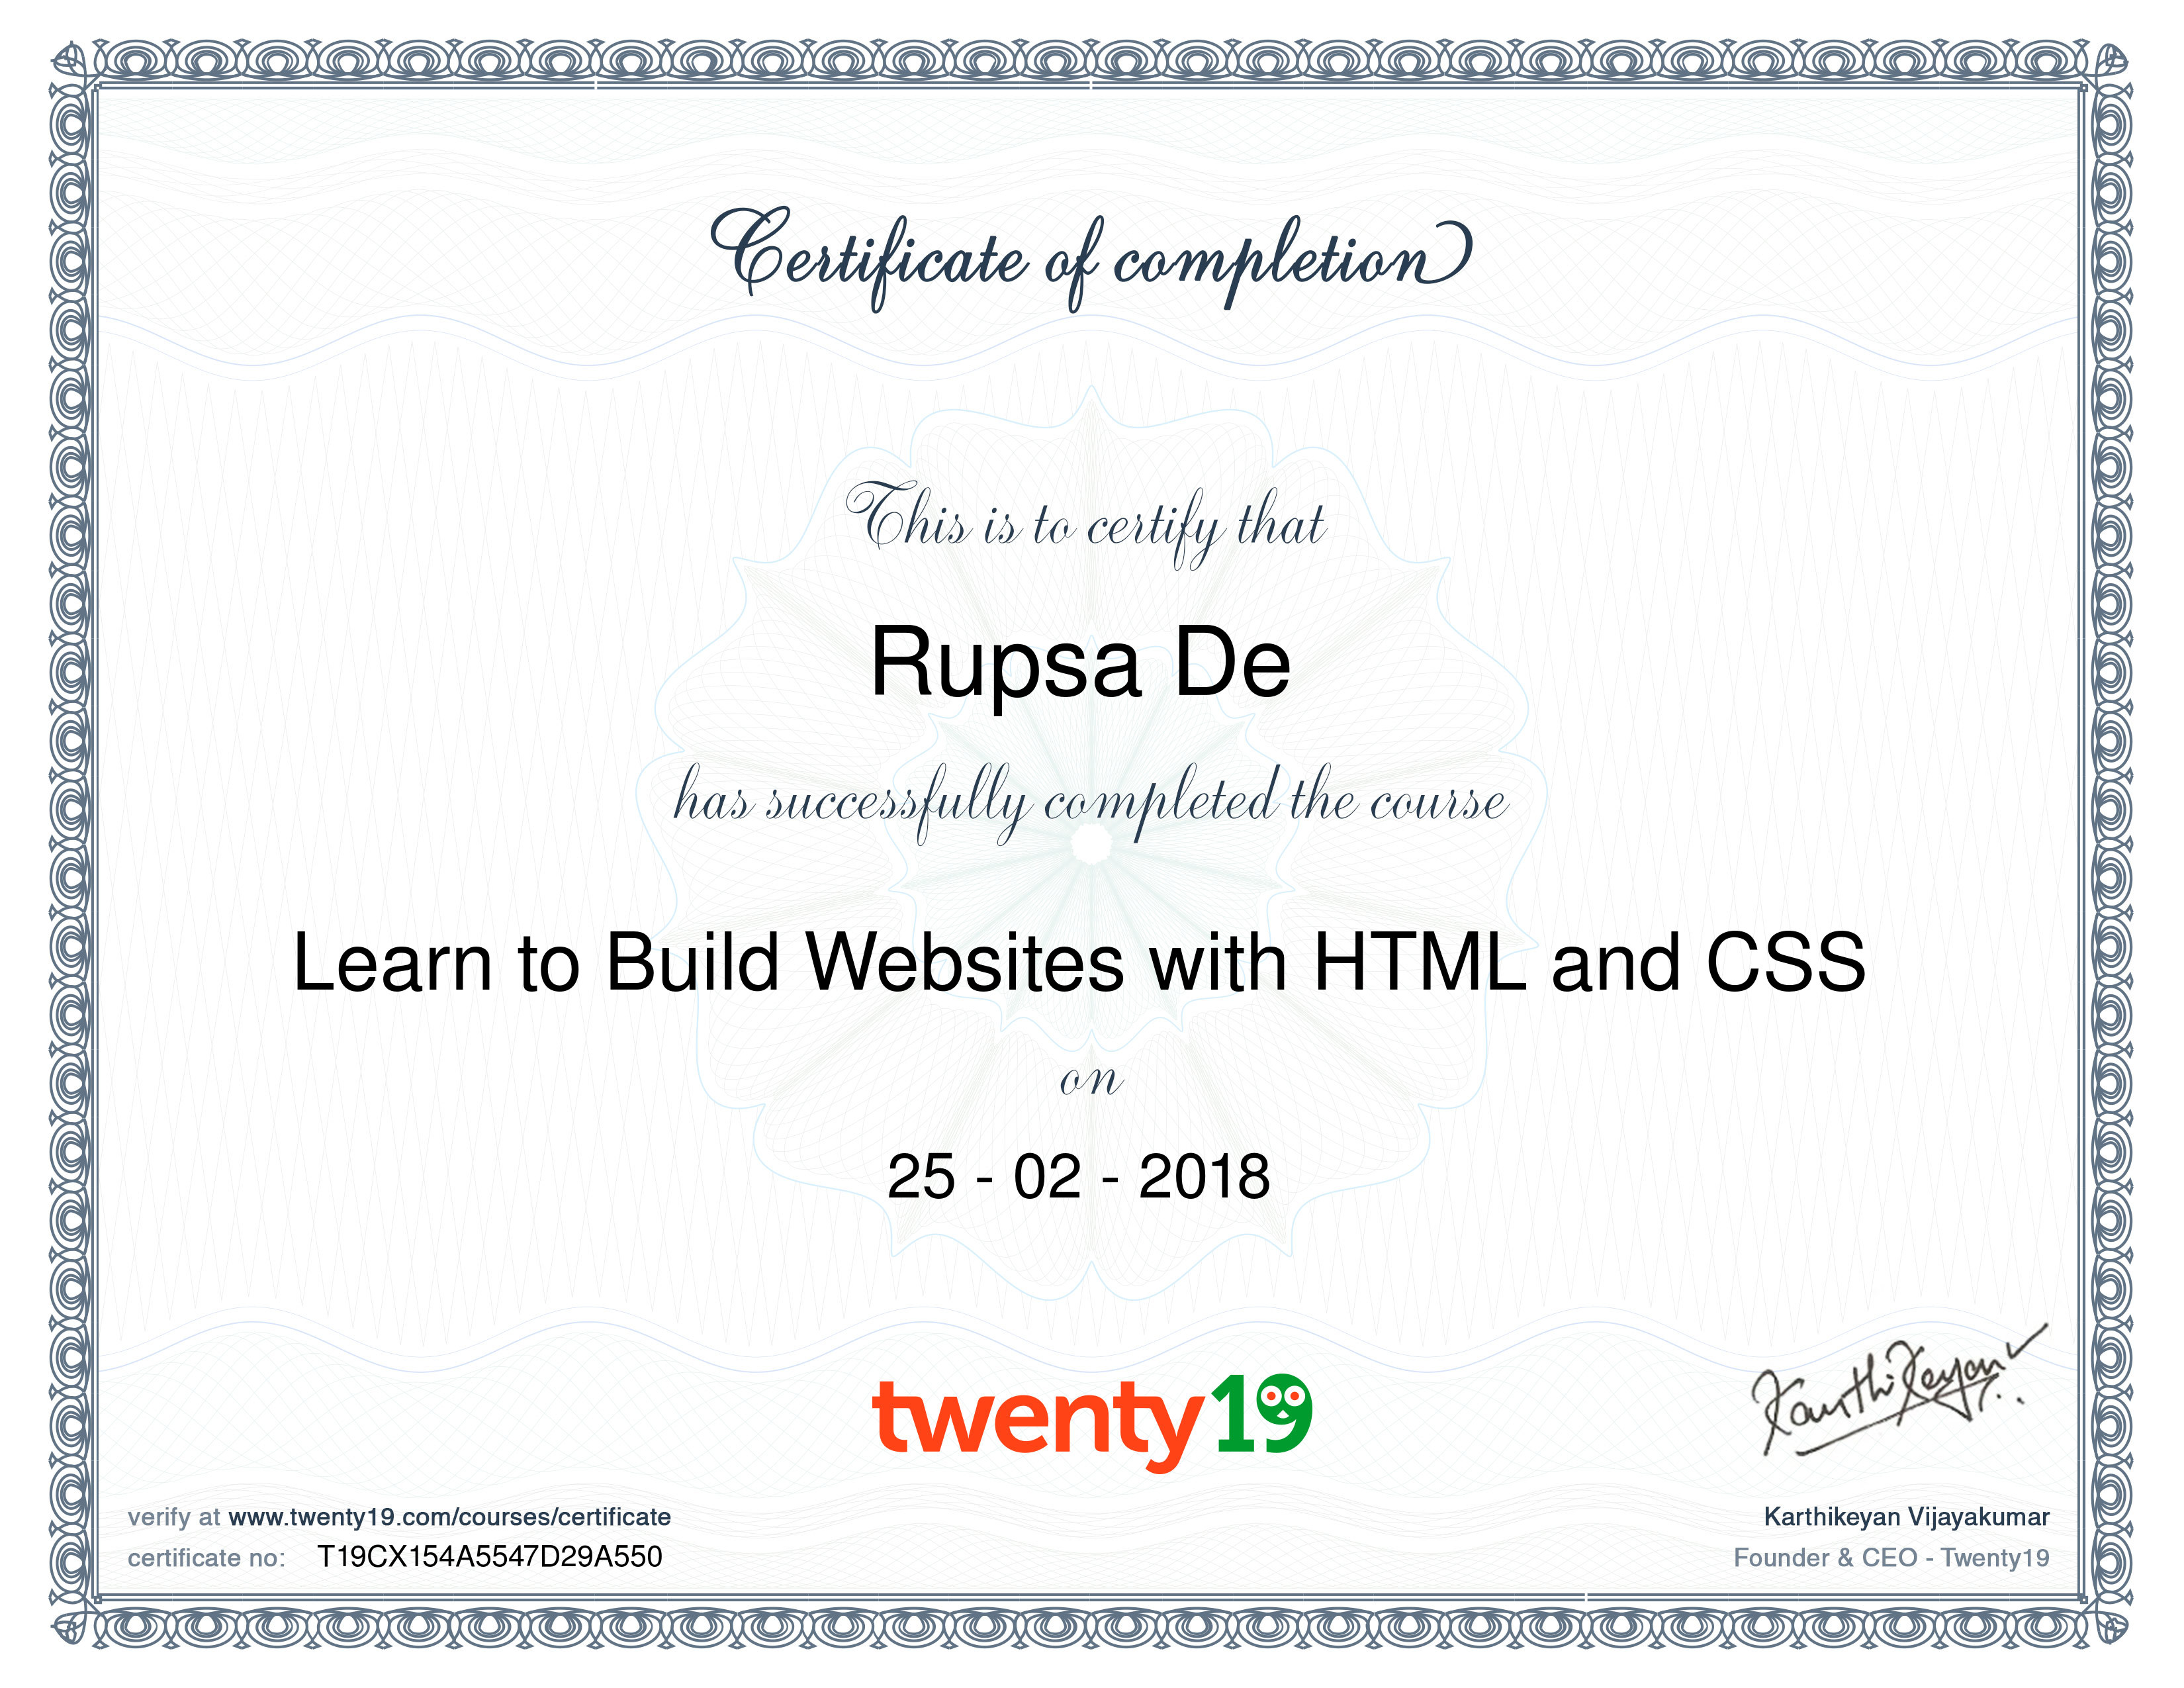 Certificate of completion
This is to certify that
Rupsa De
has successfully completed the course
Learn to Build Websites with HTML and CSS
on
25 - 02 - 2018
twenty19
Karthikeyan
verify at www.twenty19.com/courses/certificate
certificate no: T19CX154A5547D29A550
Karthikeyan Vijayakumar
Founder & CEO - Twenty19